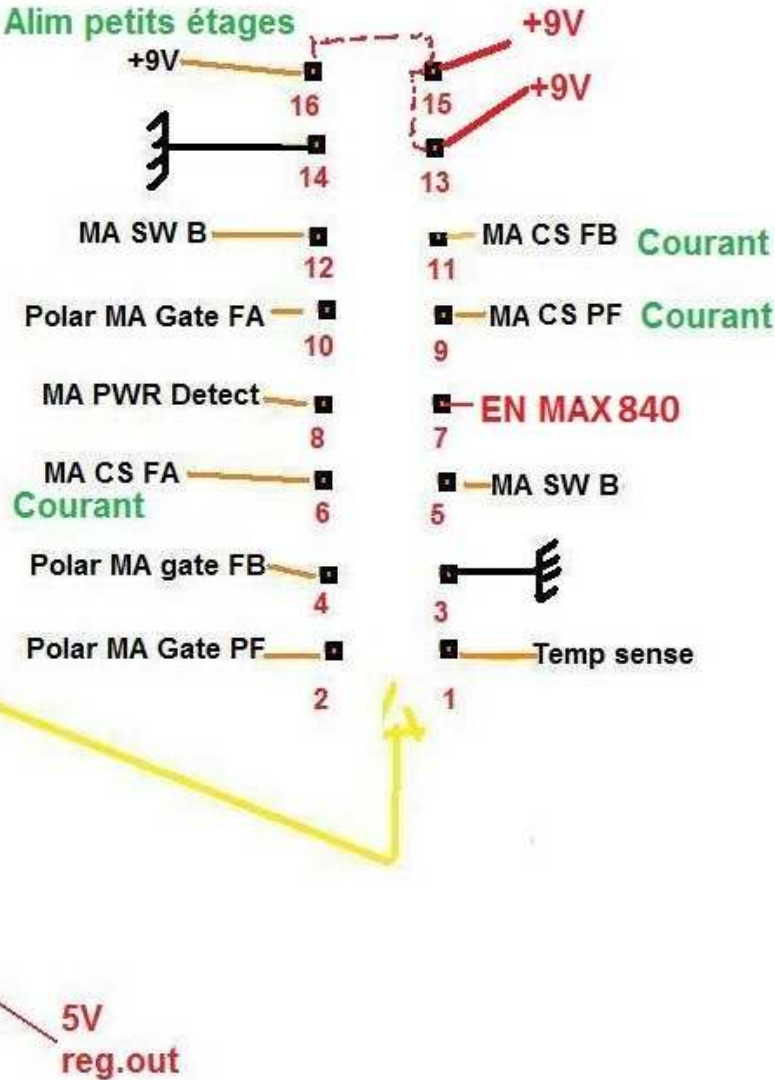 Alim petits étages
+9V
+9V
16
15
+9V
14
13
MA SW B
MA CS FB Courant
12
11
Polar MA Gate FA
MA CS PF Courant
10
9
MA PWR Detect
EN MAX 840
8
7
MA CS FA
MA SW B
Courant
6
5
Polar MA gate FB
4
3
Polar MA Gate PF
Temp sense
2
1
5V
reg.out